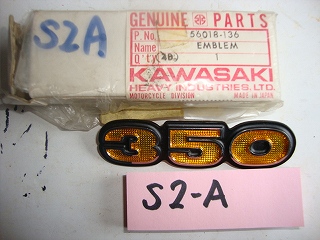 S2A
GENUINE PARTS
P.No. 56018-136
Name EMBLEM
Q'ty 1
KAWASAKI
HEAVY INDUSTRIES LTD.
MOTORCYCLE DIVISION MADE IN JAPAN
350
S2-A